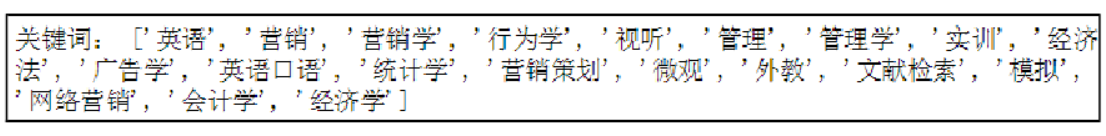 关键词: ['英语', '营销', '营销学', '行为学', '视听', '管理', '管理学', '实训', '经济
法', '广告学', '英语口语', '统计学', '营销策划', '微观', '外教', '文献检索', '模拟',
'网络营销', '会计学', '经济学']